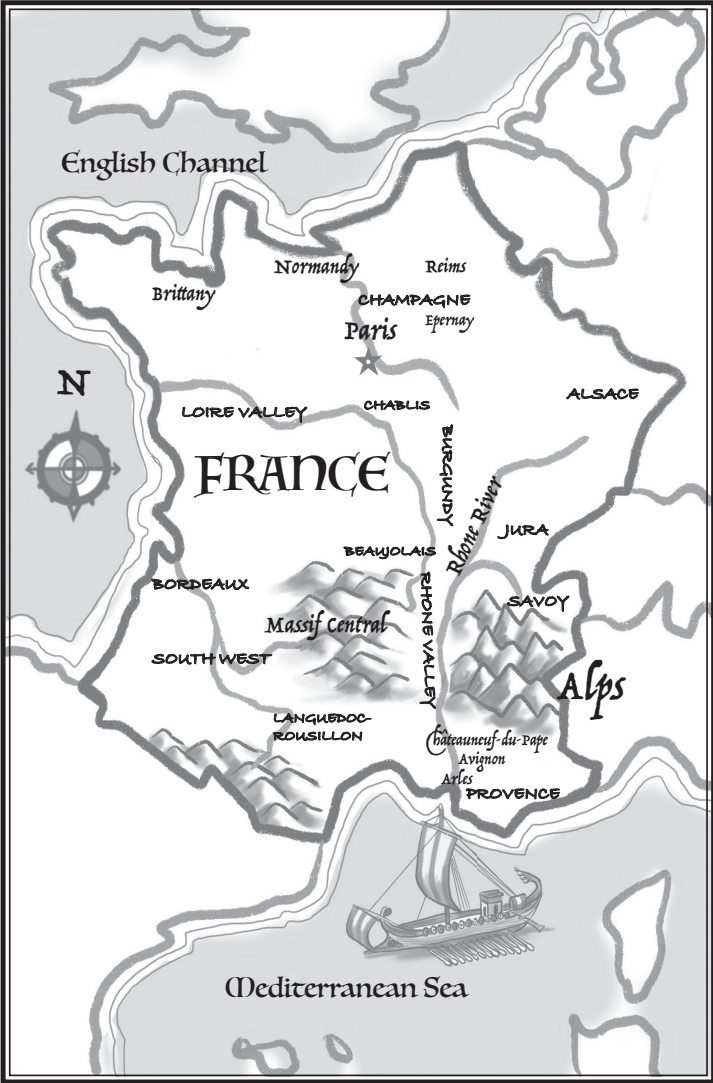 English Channel
Normandy
Reims
Brittany
CHAMPAGNE
Epernay
Paris
N
ALSACE
LOIRE VALLEY
CHABLIS
FRANCE
BURGUNDY
Rhone River
JURA
BEAUJOLAIS
BORDEAUX
RHONE VALLEY
SAVOY
Massif Central
SOUTH WEST
Alps
LANGUEDOC-
ROUSILLON
Châteauneuf-du-Pape
Avignon
Arles
PROVENCE
Mediterranean Sea